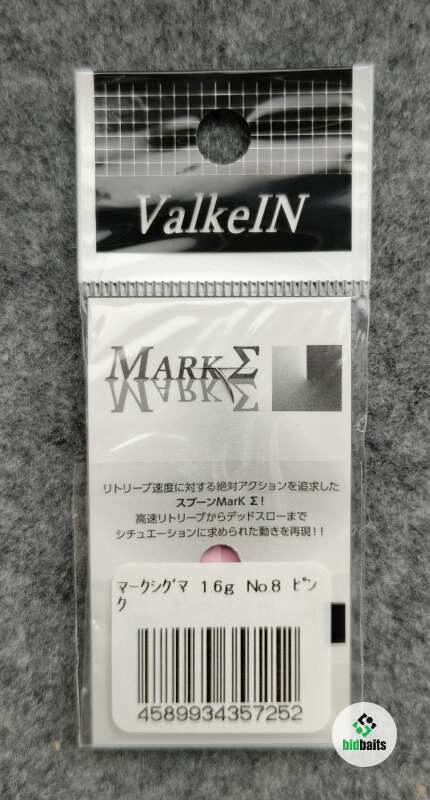 ValkeIN
MARK Σ
リトリーブ速度に対する絶対アクションを追求した
スプーンMarK Σ!
高速リトリーブからデッドスローまで
シチュエーションに求められた動きを再現!!
マークシグマ 1.6g No.8 ピン
ク
4589934357252
bidbaits